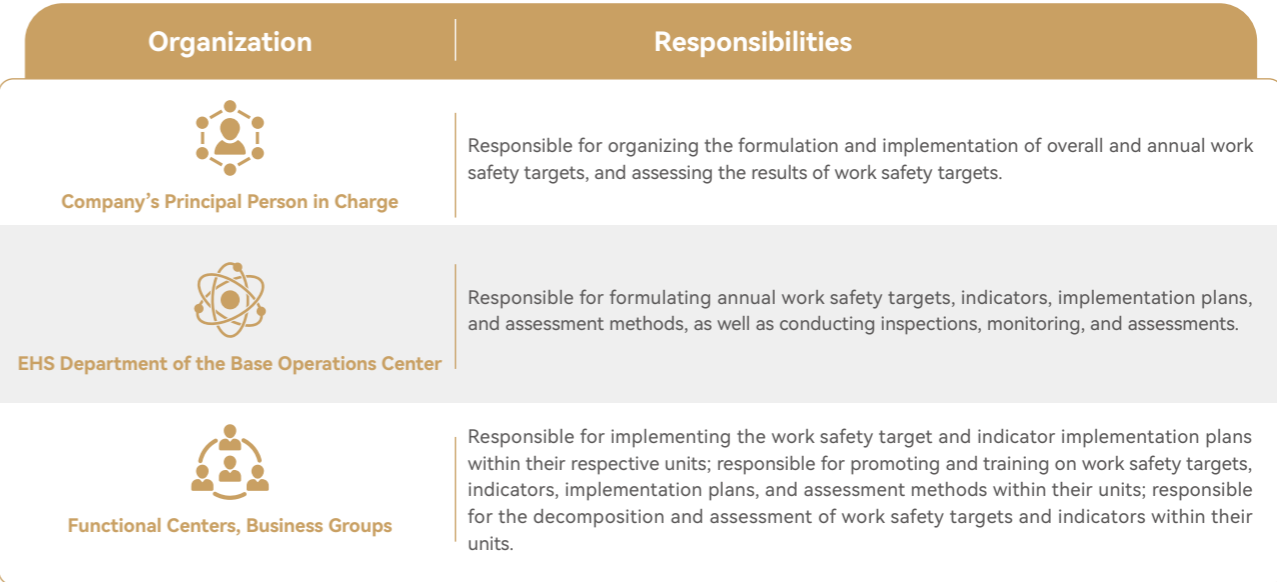 Organization
Responsibilities
Company's Principal Person in Charge
Responsible for organizing the formulation and implementation of overall and annual work
safety targets, and assessing the results of work safety targets.
EHS Department of the Base Operations Center
Responsible for formulating annual work safety targets, indicators, implementation plans,
and assessment methods, as well as conducting inspections, monitoring, and assessments.
Functional Centers, Business Groups
Responsible for implementing the work safety target and indicator implementation plans
within their respective units; responsible for promoting and training on work safety targets,
indicators, implementation plans, and assessment methods within their units; responsible
for the decomposition and assessment of work safety targets and indicators within their
units.